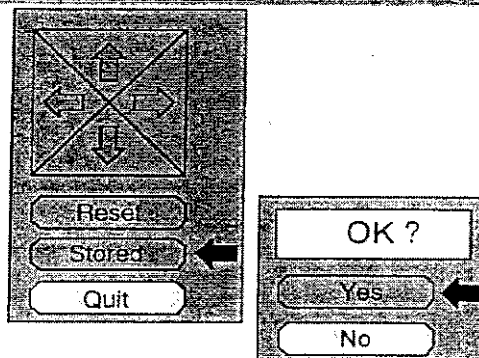 Reset
Stored
Quit
OK ?
Yes
No